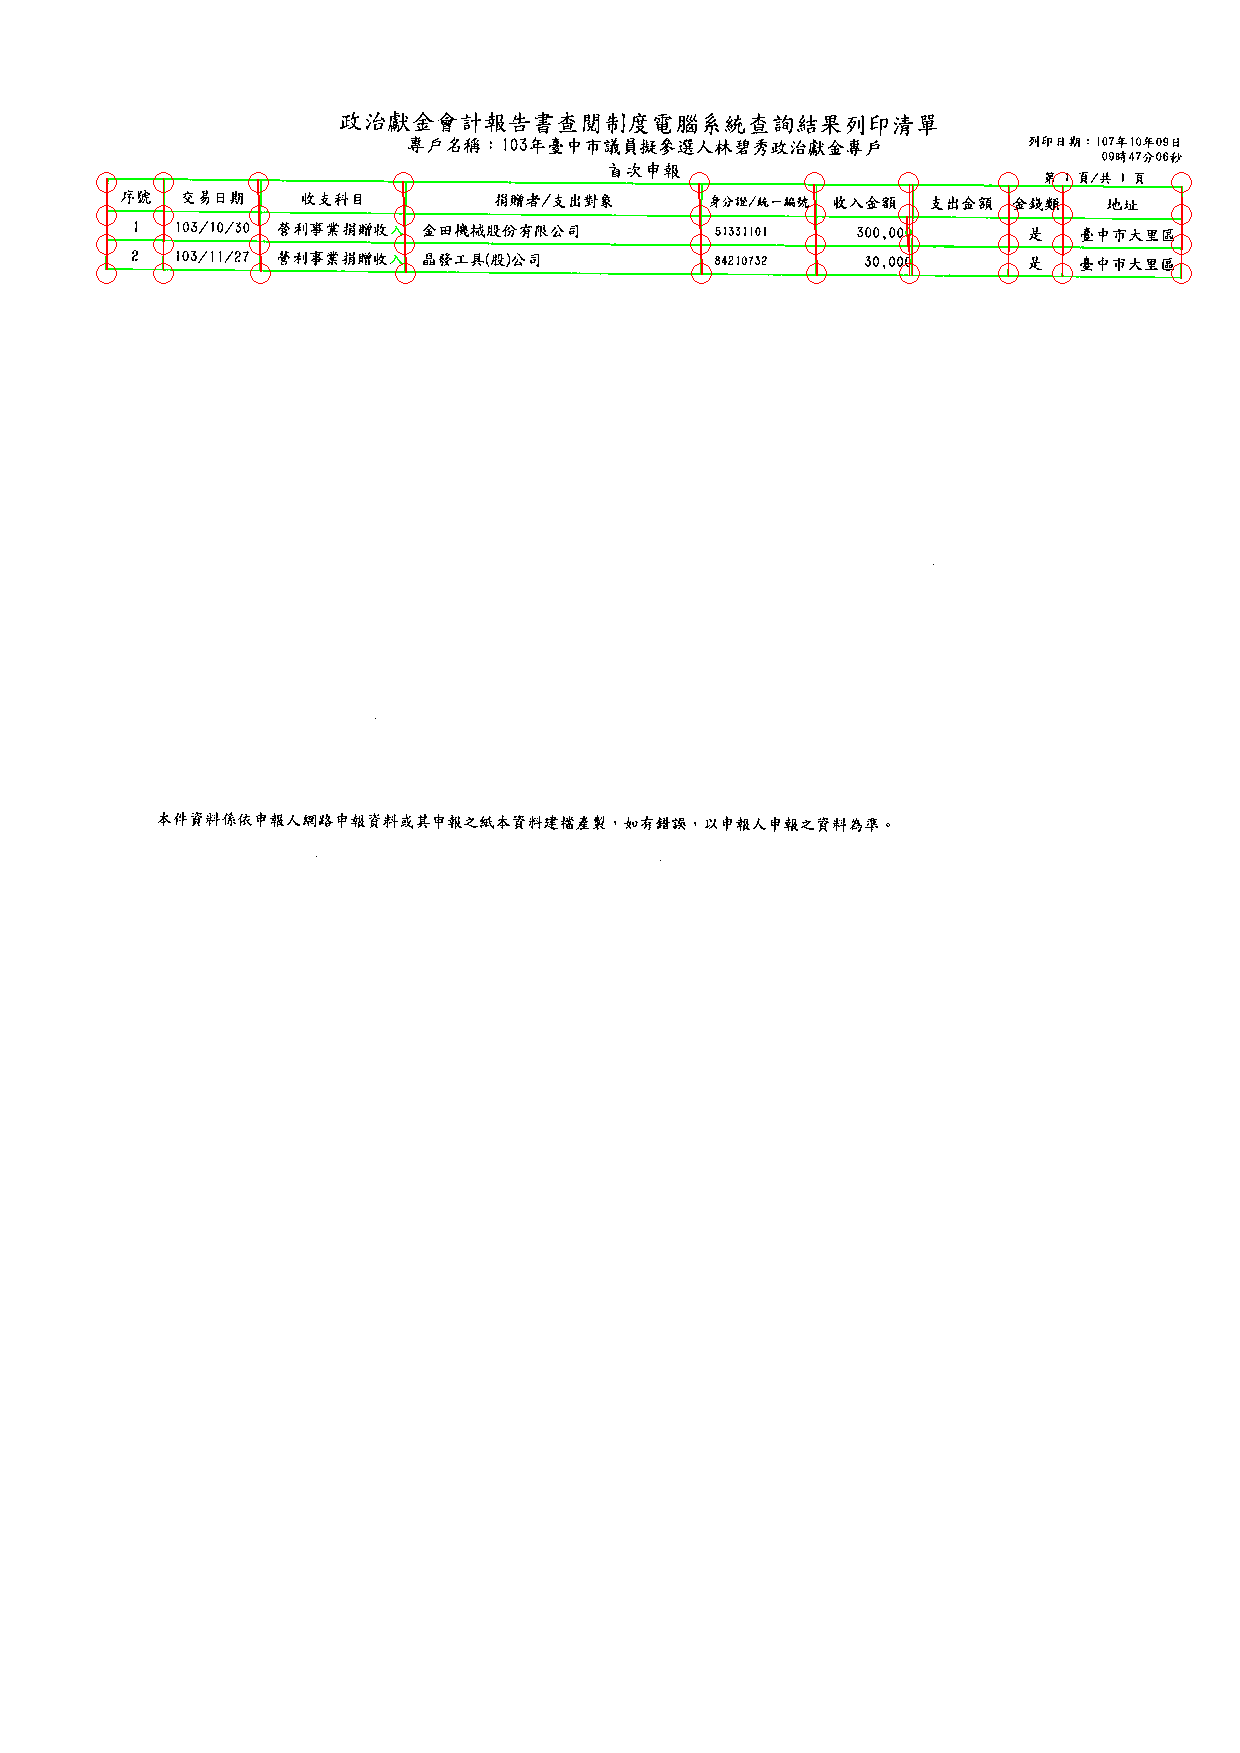 政治獻金會計報告書查閱制度電腦系統查詢結果列印清單
專戶名稱：103年臺中市議員擬參選人林碧秀政治獻金專戶
列印日期：107年10年09日
09時47分06秒
首次申報
第 1 頁/共 1 頁
序號 交易日期 收支科目 捐贈者/支出對象 身分證/統一編號 收入金額 支出金額 金錢類 地址
1 103/10/30 營利事業捐贈收入 金田機械股份有限公司 51331101 300,000 是 臺中市大里區
2 103/11/27 營利事業捐贈收入 晶發工具(股)公司 84210732 30,000 是 臺中市大里區
本件資料係依申報人網路申報資料或其申報之紙本資料建檔產製，如有錯誤，以申報人申報之資料為準。